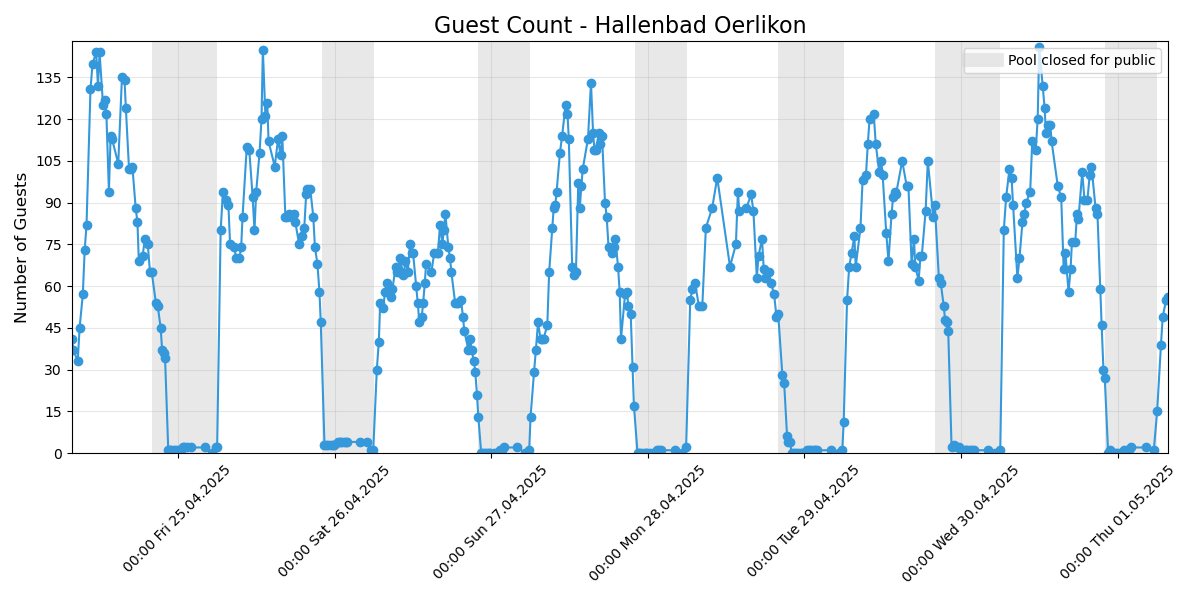 Guest Count - Hallenbad Oerlikon
Pool closed for public
Number of Guests
135
120
105
90
75
60
45
30
15
0
00:00 Fri 25.04.2025
00:00 Sat 26.04.2025
00:00 Sun 27.04.2025
00:00 Mon 28.04.2025
00:00 Tue 29.04.2025
00:00 Wed 30.04.2025
00:00 Thu 01.05.2025